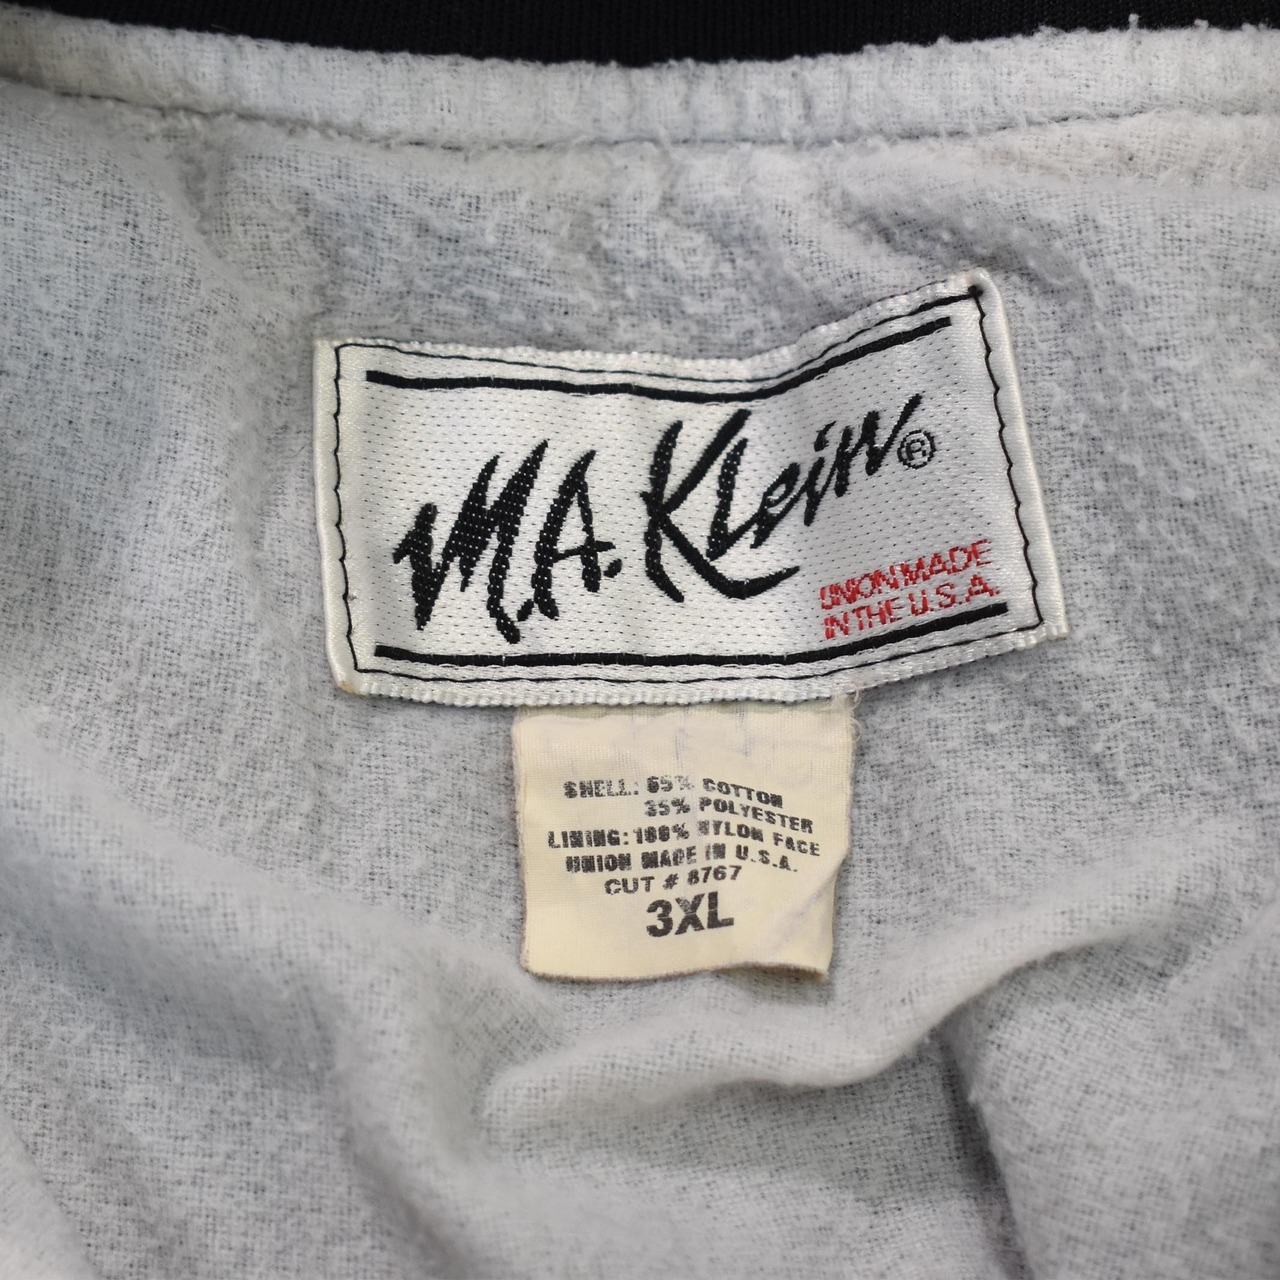 M.A. Klein®
UNION MADE
IN THE U.S.A.
SHELL: 65% COTTON
35% POLYESTER
LINING: 100% NYLON FACE
UNION MADE IN U.S.A.
CUT # 8767
3XL